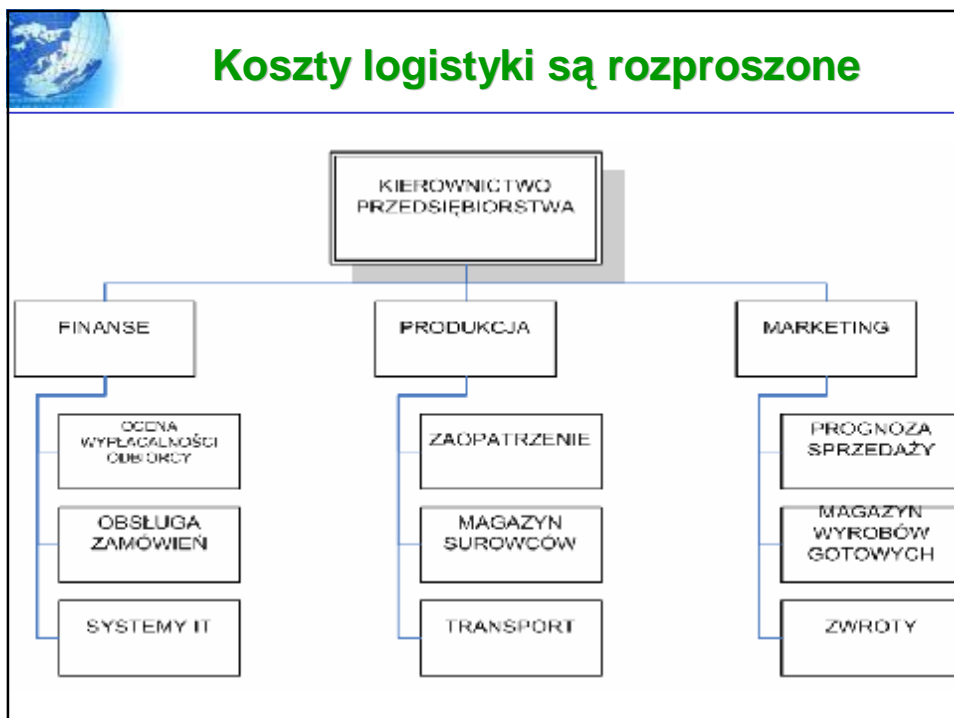 Koszty logistyki są rozproszone
KIEROWNICTWO
PRZEDSIĘBIORSTWA
FINANSE
PRODUKCJA
MARKETING
OCENA
WYPŁACALNOŚCI
ODBIORCY
ZAOPATRZENIE
PROGNOZA
SPRZEDAŻY
OBSŁUGA
ZAMÓWIEŃ
MAGAZYN
SUROWCÓW
MAGAZYN
WYROBÓW
GOTOWYCH
SYSTEMY IT
TRANSPORT
ZWROTY